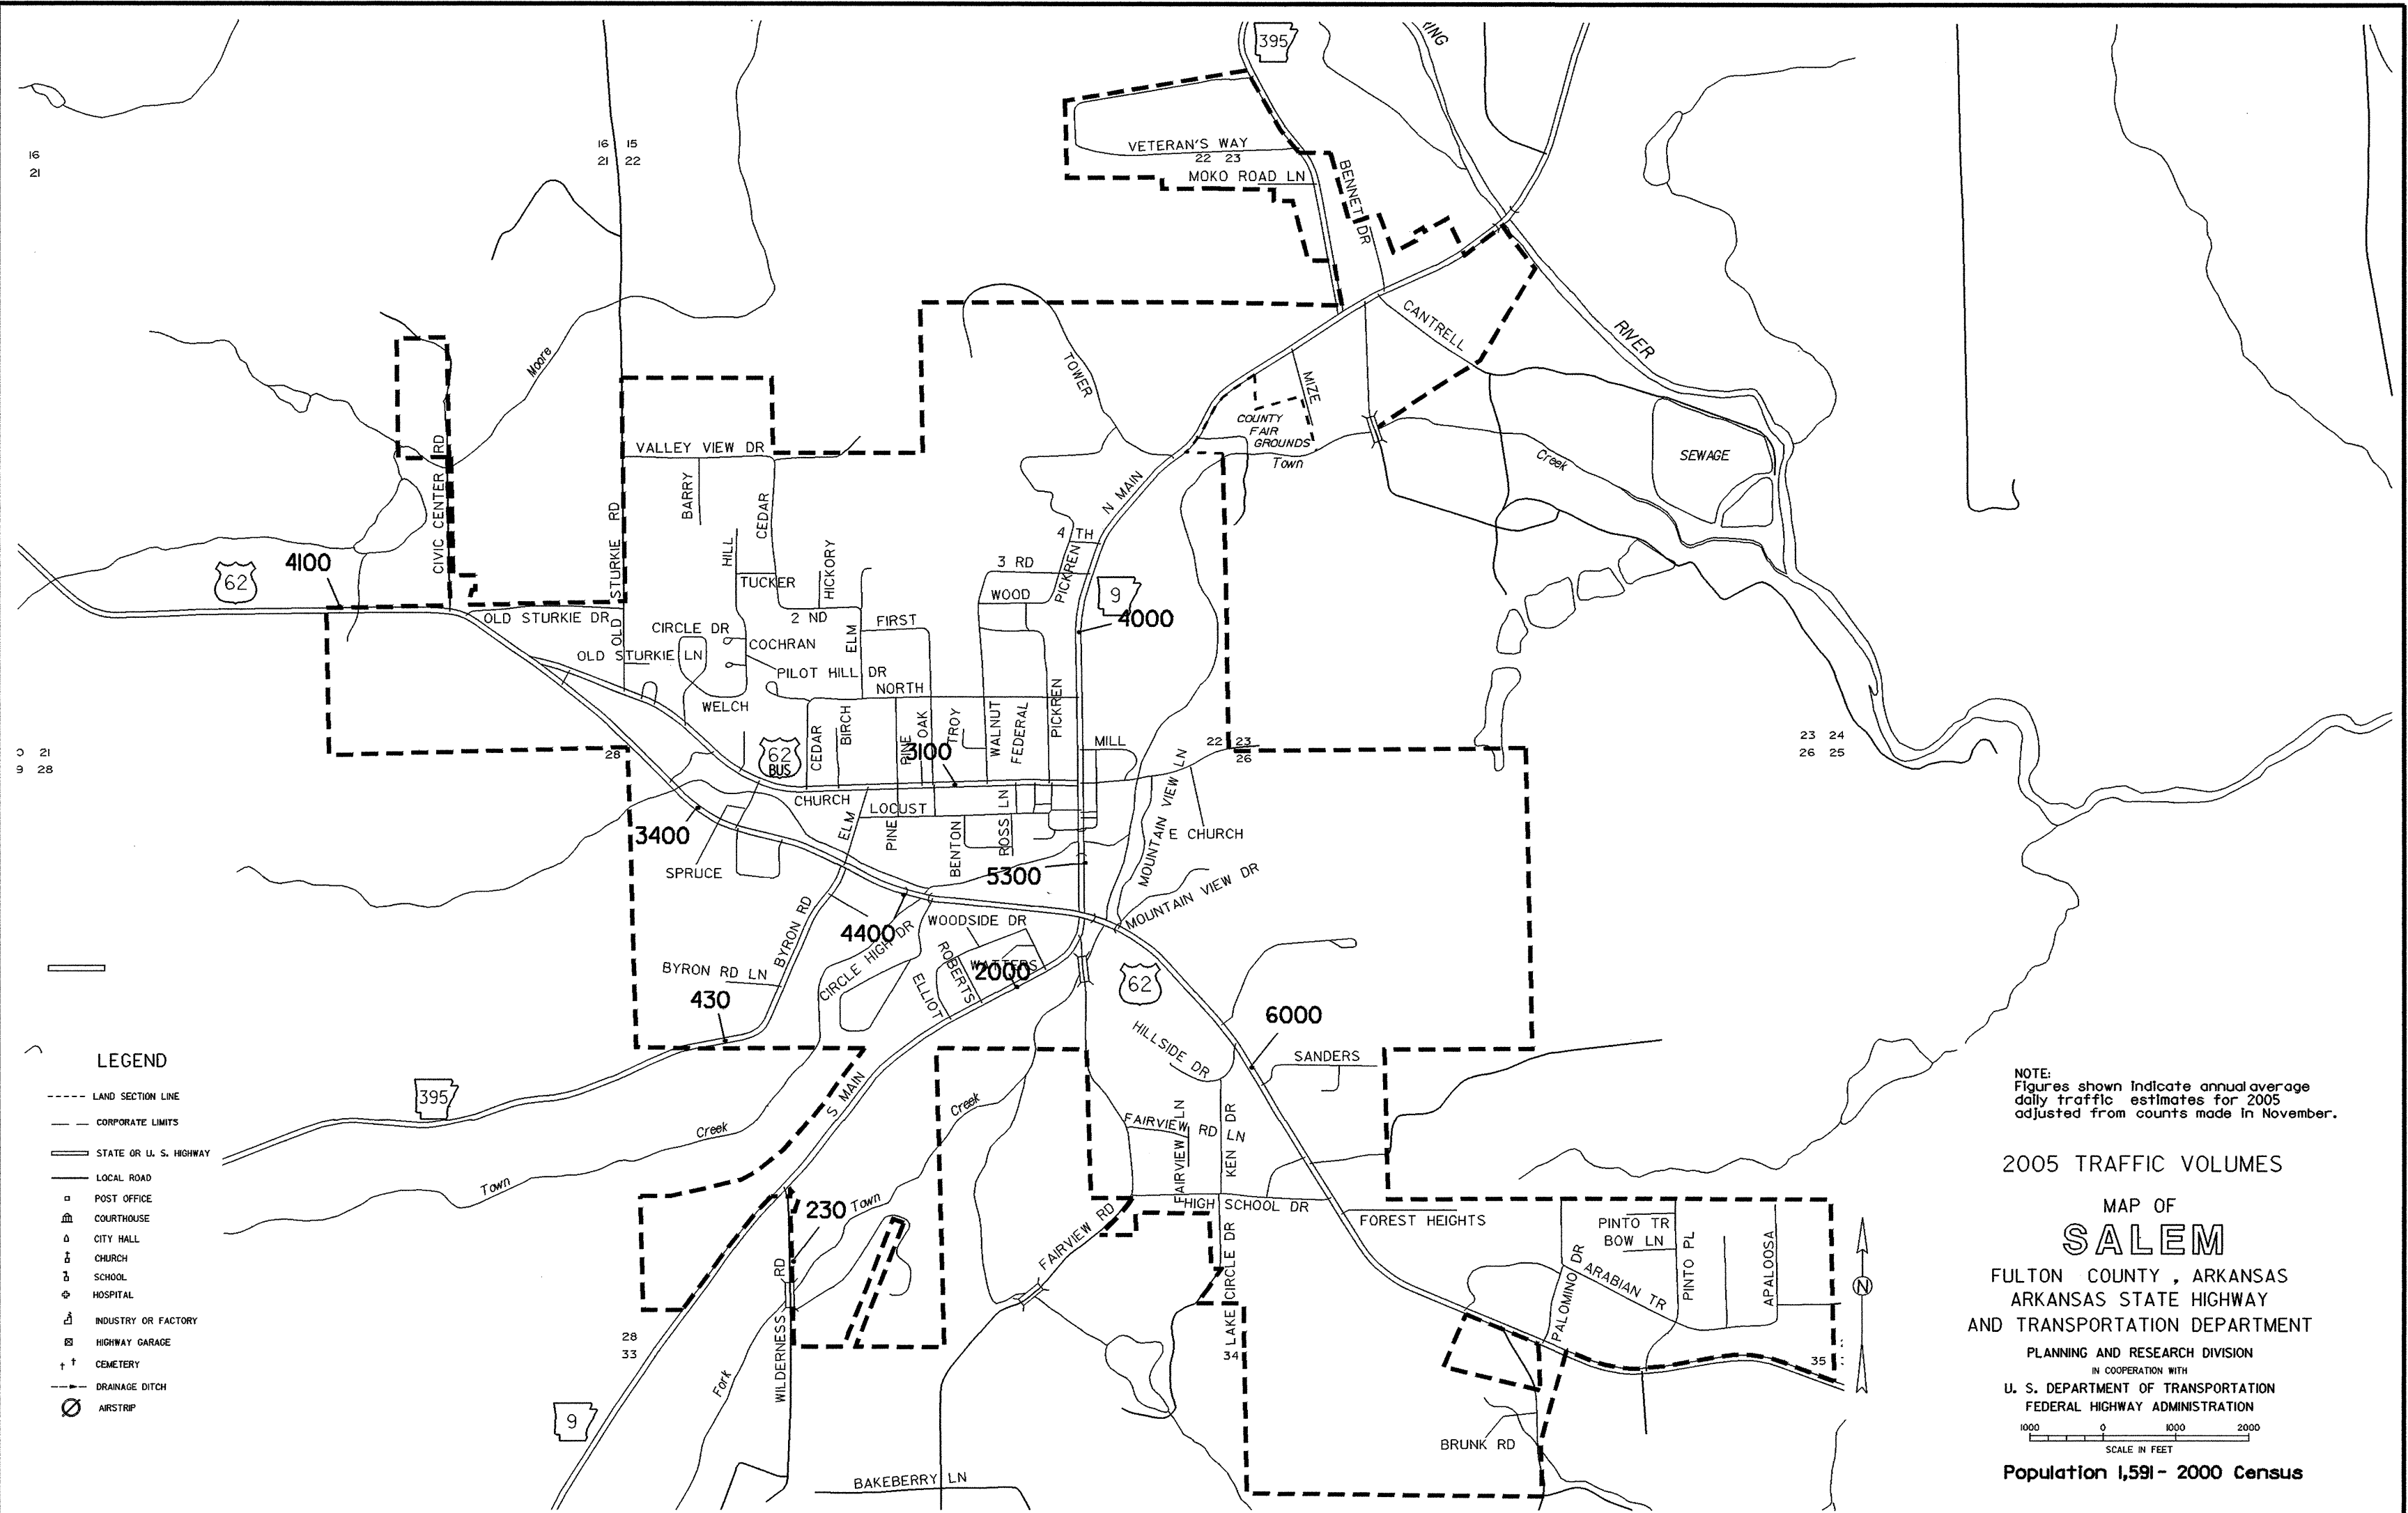 395
RING
16 15
21 22
16
21
VETERAN'S WAY
22 23
MOKO ROAD LN
BENNET DR
CANTRELL
RIVER
Moore
TOWER
MIZE
COUNTY
FAIR
GROUNDS
Town
Creek
SEWAGE
CIVIC CENTER RD
VALLEY VIEW DR
BARRY
CEDAR
OLD STURKIE RD
HILL
TUCKER
HICKORY
N MAIN
4 TH
3 RD
PICKREN
WOOD
9
4000
4100
62
OLD STURKIE DR
CIRCLE DR
2 ND
ELM
FIRST
COCHRAN
OLD STURKIE LN
PILOT HILL DR
NORTH
WELCH
CEDAR
BIRCH
PINE
OAK
TROY
WALNUT
FEDERAL
PICKREN
MILL
3100
62
BUS
28
21
9 28
22 23
26
23 24
26 25
CHURCH
LOCUST
ELM
PINE
BENTON
ROSS LN
MOUNTAIN VIEW LN
E CHURCH
3400
SPRUCE
5300
MOUNTAIN VIEW DR
BYRON RD
4400
CIRCLE HIGH DR
WOODSIDE DR
ROBERTS
WATTERS
2000
ELLIOT
BYRON RD LN
430
62
6000
HILLSIDE DR
SANDERS
395
S MAIN
Creek
Creek
Town
FAIRVIEW RD LN
FAIRVIEW LN
KEN DR
HIGH SCHOOL DR
FOREST HEIGHTS
230
Town
FAIRVIEW RD
LAKE CIRCLE DR
34
PINTO TR
BOW LN
PINTO PL
APALOOSA
ARABIAN TR
PALOMINO DR
35
28
33
WILDERNESS RD
Fork
9
BAKEBERRY LN
BRUNK RD
LEGEND
LAND SECTION LINE
CORPORATE LIMITS
STATE OR U. S. HIGHWAY
LOCAL ROAD
POST OFFICE
COURTHOUSE
CITY HALL
CHURCH
SCHOOL
HOSPITAL
INDUSTRY OR FACTORY
HIGHWAY GARAGE
CEMETERY
DRAINAGE DITCH
AIRSTRIP
NOTE:
Figures shown indicate annual average
daily traffic estimates for 2005
adjusted from counts made in November.
2005 TRAFFIC VOLUMES
MAP OF
SALEM
FULTON COUNTY , ARKANSAS
ARKANSAS STATE HIGHWAY
AND TRANSPORTATION DEPARTMENT
PLANNING AND RESEARCH DIVISION
IN COOPERATION WITH
U. S. DEPARTMENT OF TRANSPORTATION
FEDERAL HIGHWAY ADMINISTRATION
1000 0 1000 2000
SCALE IN FEET
Population 1,591 - 2000 Census
N